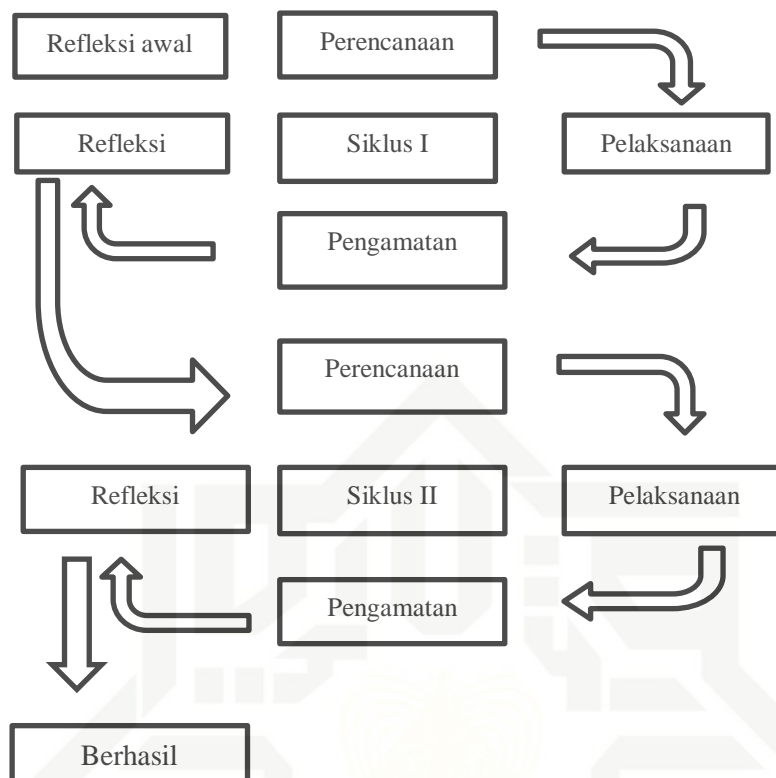 Refleksi awal
Perencanaan
Refleksi
Siklus I
Pelaksanaan
Pengamatan
Perencanaan
Refleksi
Siklus II
Pelaksanaan
Pengamatan
Berhasil